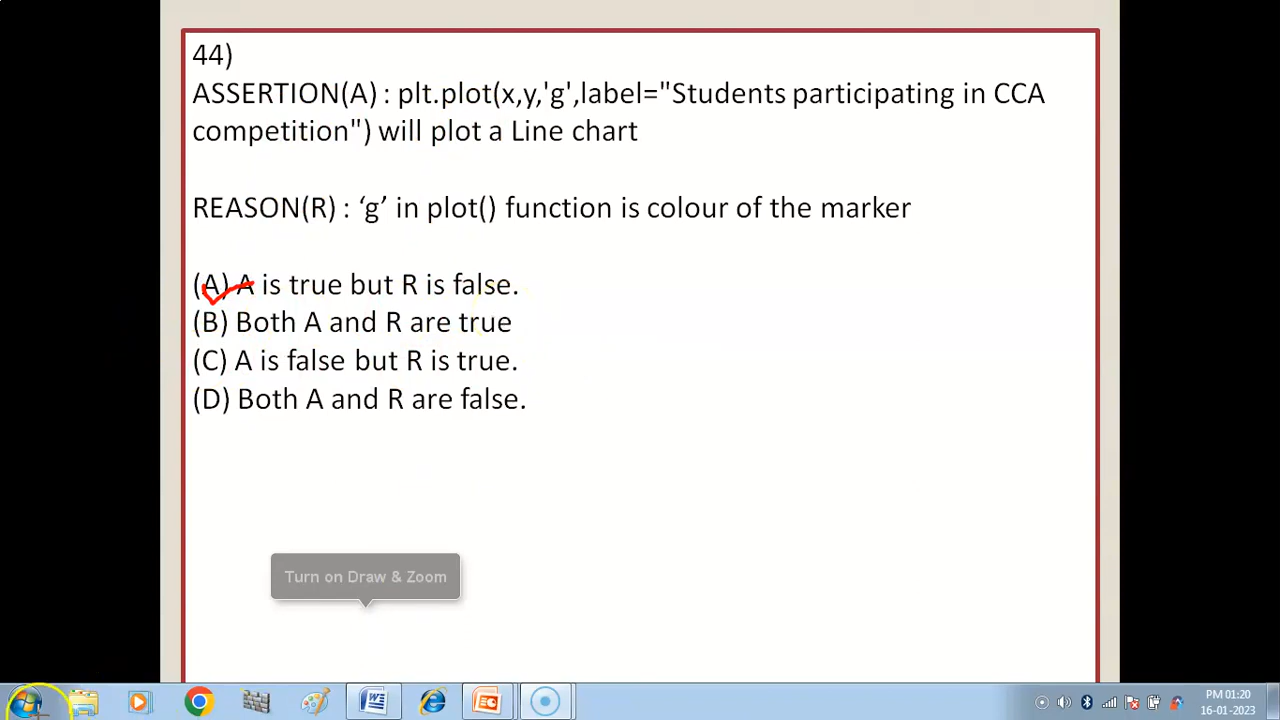 44)
ASSERTION(A) : plt.plot(x,y,'g',label="Students participating in CCA
competition") will plot a Line chart
REASON(R) : ‘g’ in plot() function is colour of the marker
(A) A is true but R is false.
(B) Both A and R are true
(C) A is false but R is true.
(D) Both A and R are false.
Turn on Draw & Zoom
PM 01:20
16-01-2023